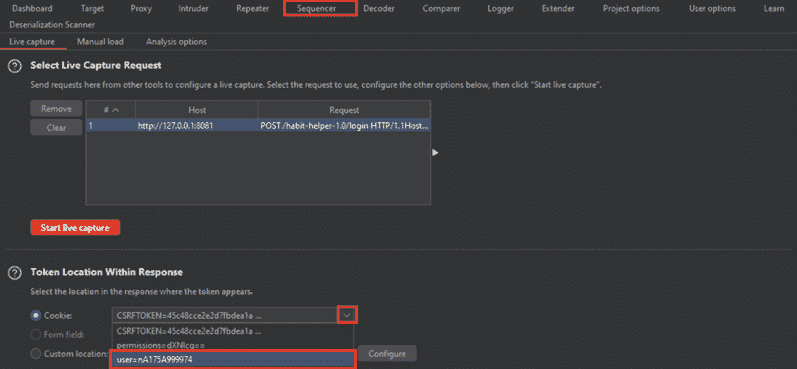 Dashboard Target Proxy Intruder Repeater Sequencer Decoder Comparer Logger Extender Project options User options Learn
Deserialization Scanner
Live capture Manual load Analysis options
Select Live Capture Request
Send requests here from other tools to configure a live capture. Select the request to use, configure the other options below, then click "Start live capture".
Remove # Host Request
Clear 1 http://127.0.0.1:8081 POST /habit-helper-1.0/login HTTP/1.1Host...
Start live capture
Token Location Within Response
Select the location in the response where the token appears.
Cookie: CSRFTOKEN=45c48cce2e2d7fbdea1a ...
Form field: CSRFTOKEN=45c48cce2e2d7fbdea1a ...
permissions=dXNlcg==
Custom location: user=nA175A999974 Configure